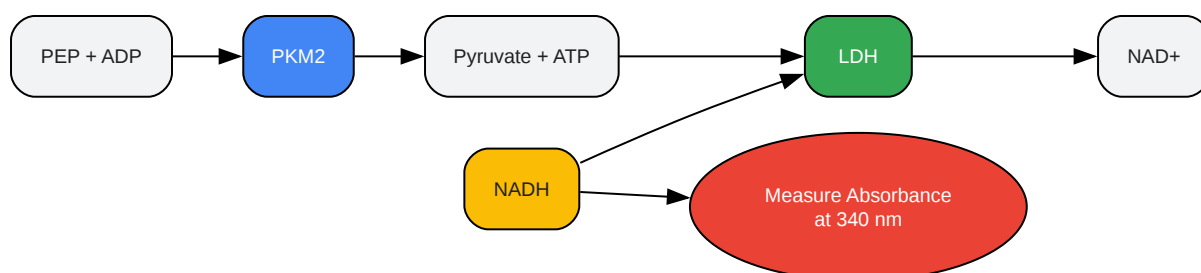 PEP + ADP
PKM2
Pyruvate + ATP
LDH
NAD+
NADH
Measure Absorbance
at 340 nm